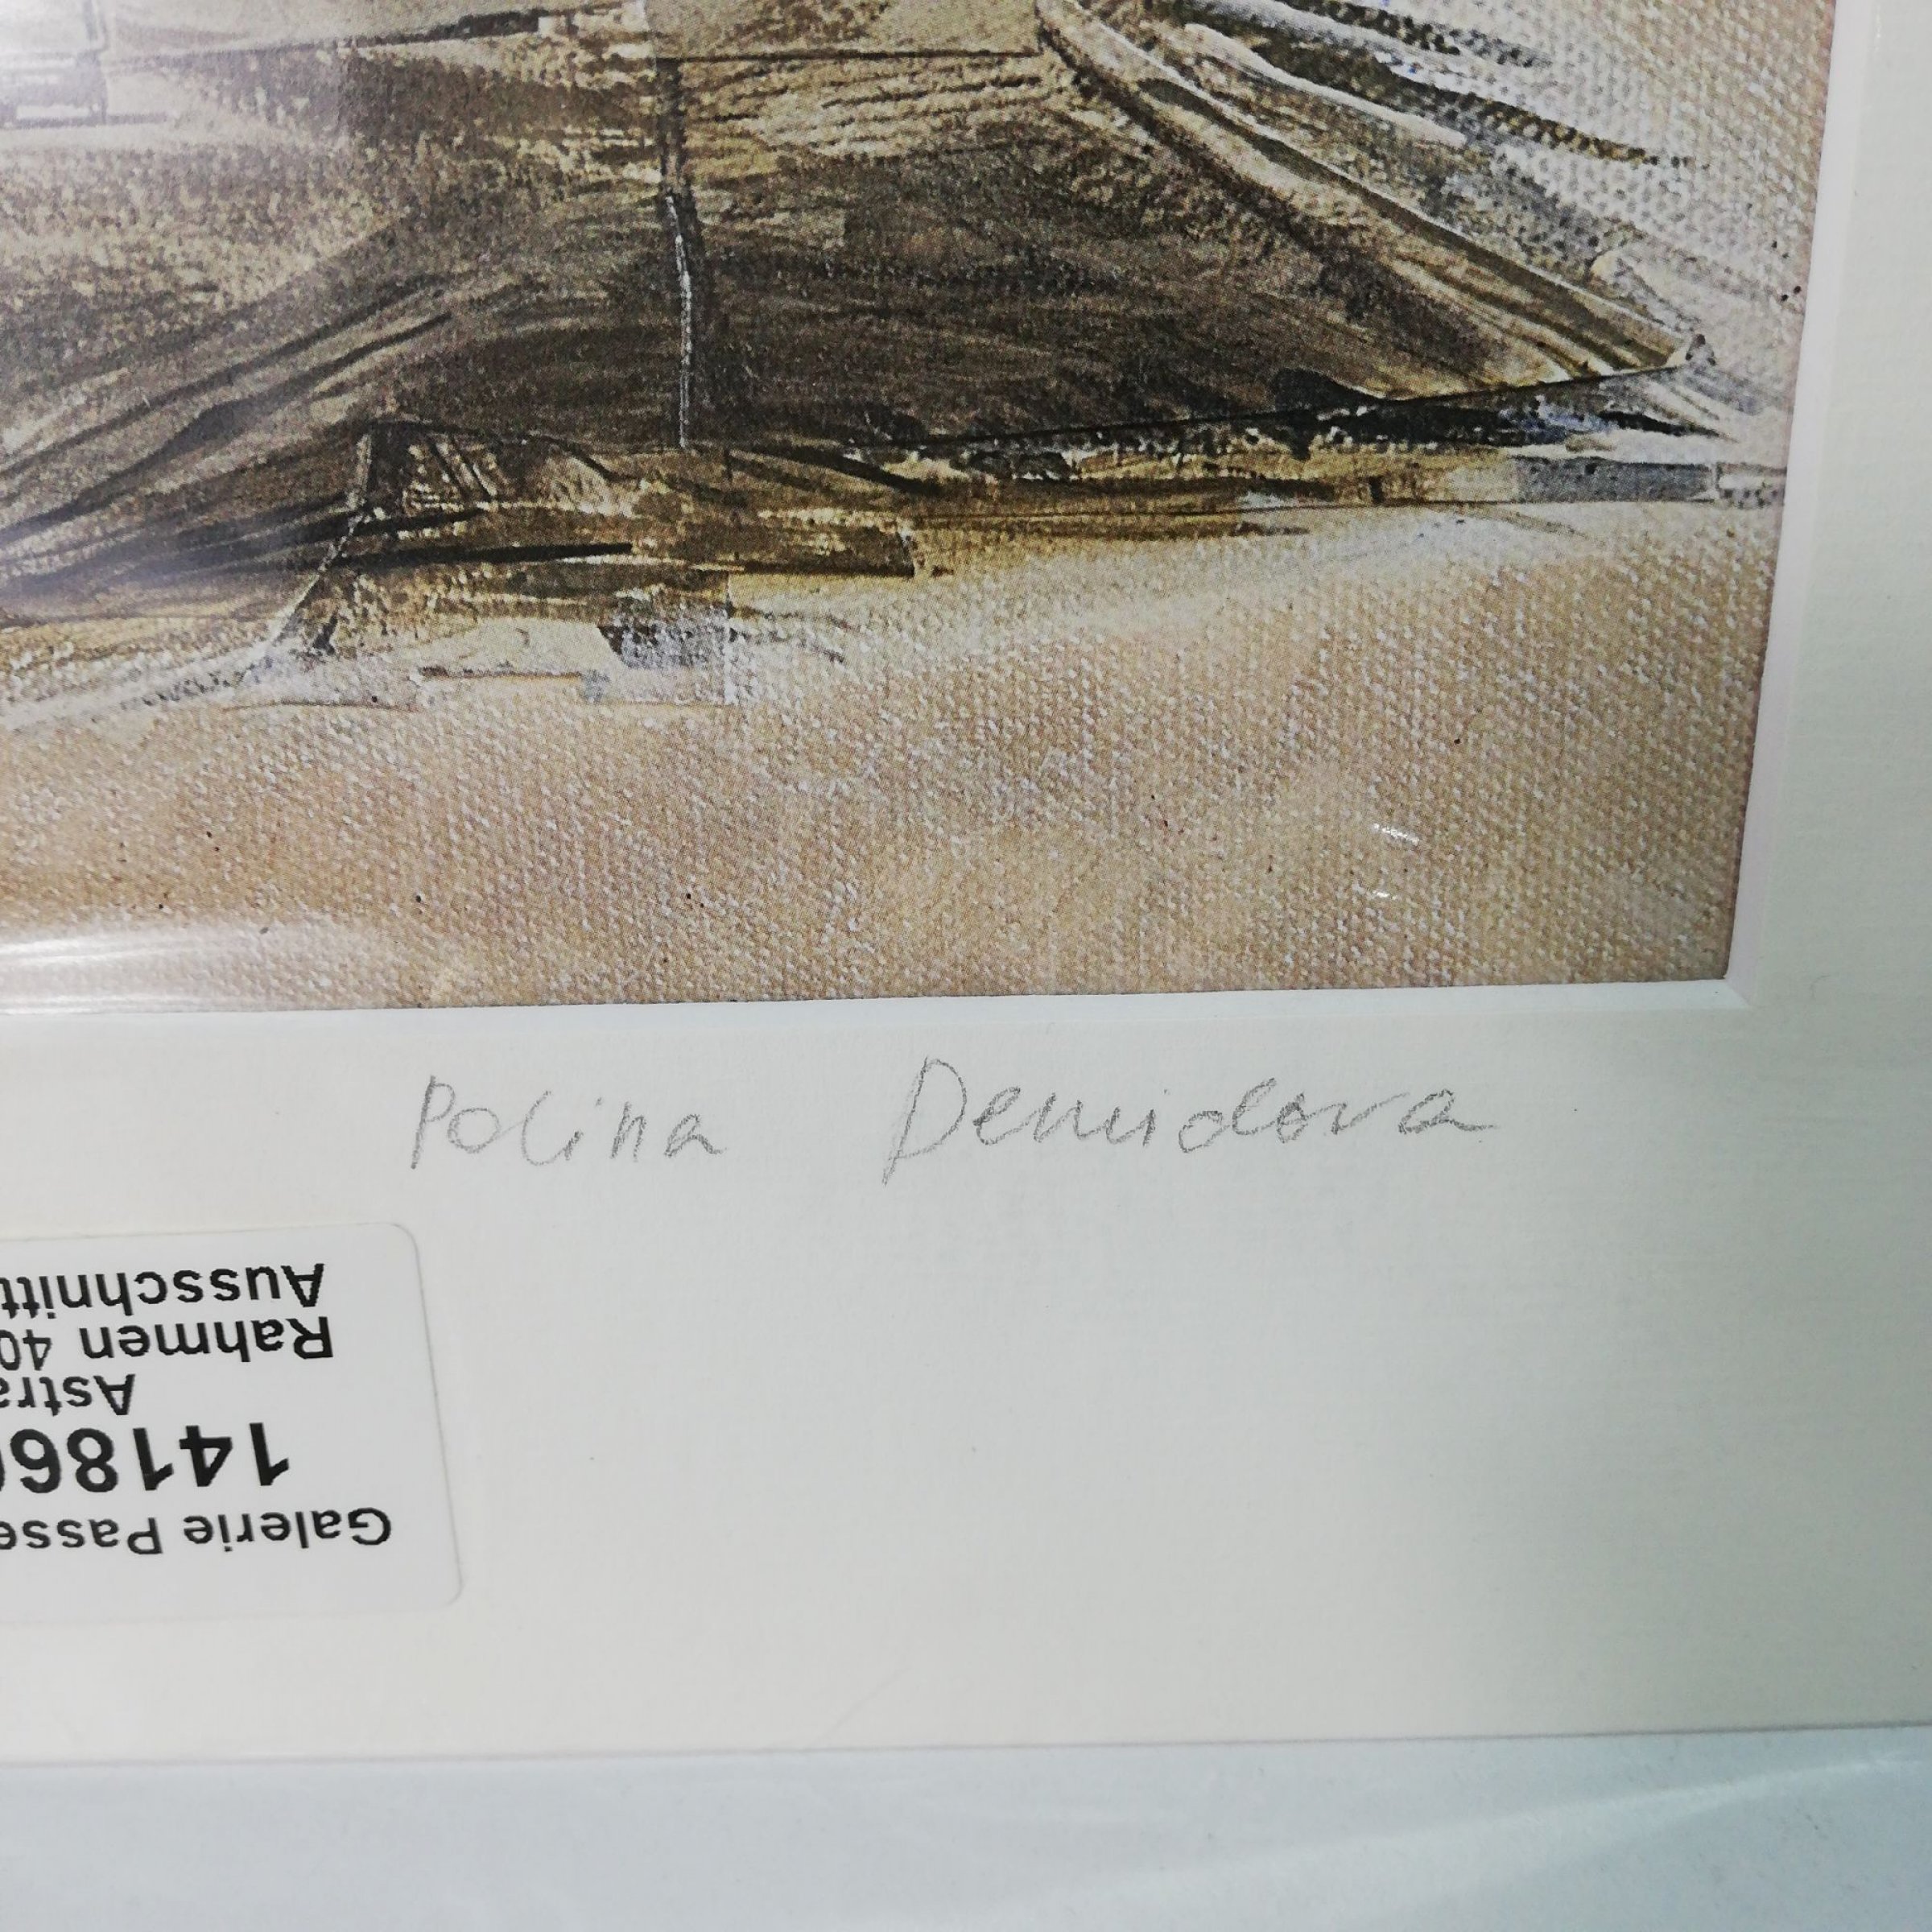 Polina Demidova
Galerie Passe
14186
Astra
Rahmen 40
Ausschnitt